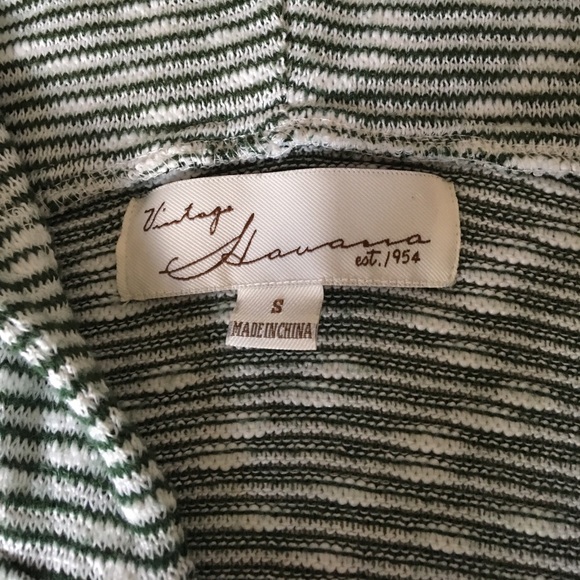 Vintage
Havana
est. 1954
S
MADE IN CHINA